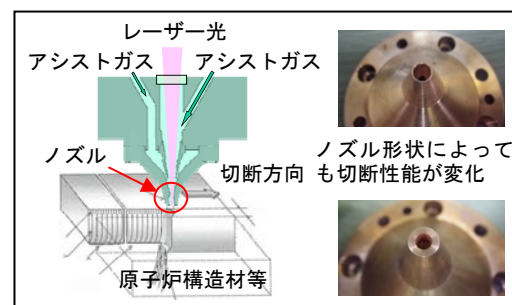 レーザー光
アシストガス アシストガス
ノズル
切断方向
ノズル形状によって
も切断性能が変化
原子炉構造材等